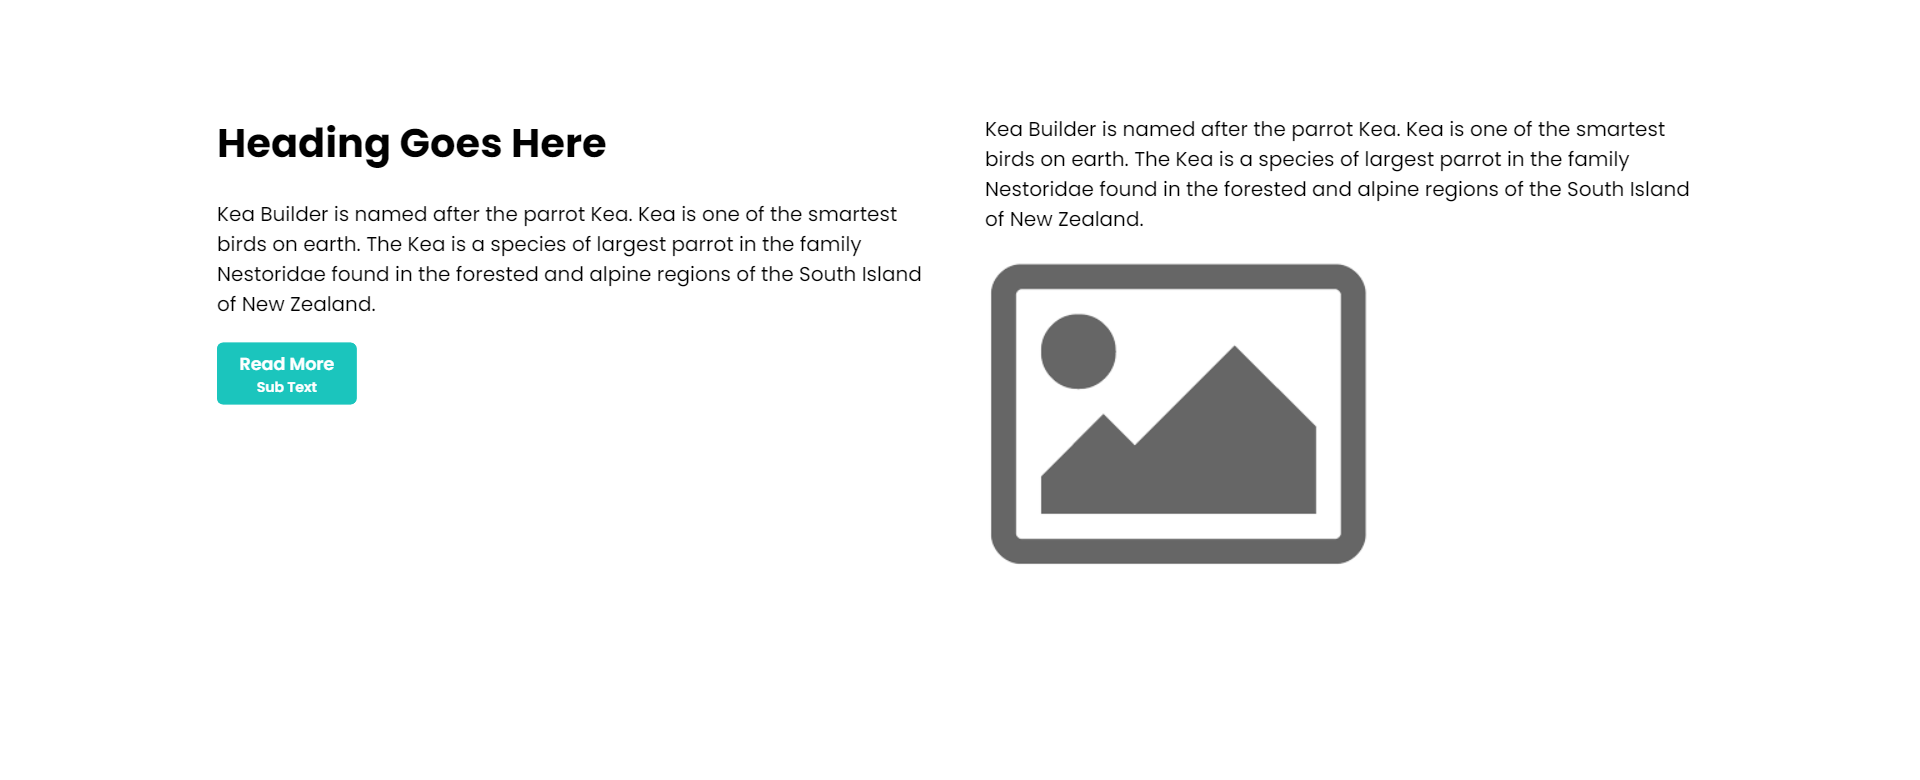 Heading Goes Here
Kea Builder is named after the parrot Kea. Kea is one of the smartest
birds on earth. The Kea is a species of largest parrot in the family
Nestoridae found in the forested and alpine regions of the South Island
of New Zealand.
Read More
Sub Text
Kea Builder is named after the parrot Kea. Kea is one of the smartest
birds on earth. The Kea is a species of largest parrot in the family
Nestoridae found in the forested and alpine regions of the South Island
of New Zealand.